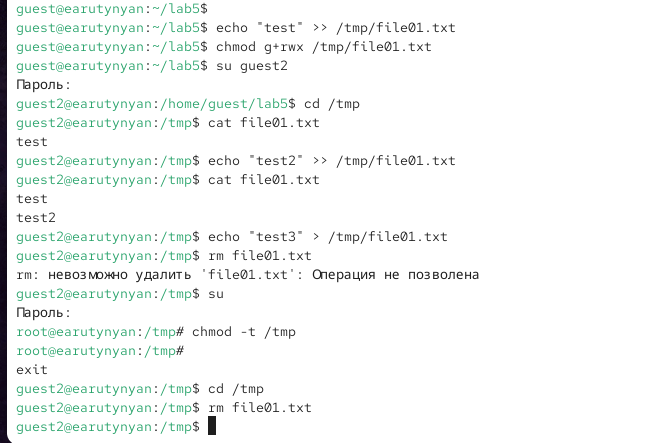 guest@earutynyan:~/lab5$
guest@earutynyan:~/lab5$ echo "test" >> /tmp/file01.txt
guest@earutynyan:~/lab5$ chmod g+rwx /tmp/file01.txt
guest@earutynyan:~/lab5$ su guest2
Пароль:
guest2@earutynyan:/home/guest/lab5$ cd /tmp
guest2@earutynyan:/tmp$ cat file01.txt
test
guest2@earutynyan:/tmp$ echo "test2" >> /tmp/file01.txt
guest2@earutynyan:/tmp$ cat file01.txt
test
test2
guest2@earutynyan:/tmp$ echo "test3" > /tmp/file01.txt
guest2@earutynyan:/tmp$ rm file01.txt
rm: невозможно удалить 'file01.txt': Операция не позволена
guest2@earutynyan:/tmp$ su
Пароль:
root@earutynyan:/tmp# chmod -t /tmp
root@earutynyan:/tmp#
exit
guest2@earutynyan:/tmp$ cd /tmp
guest2@earutynyan:/tmp$ rm file01.txt
guest2@earutynyan:/tmp$